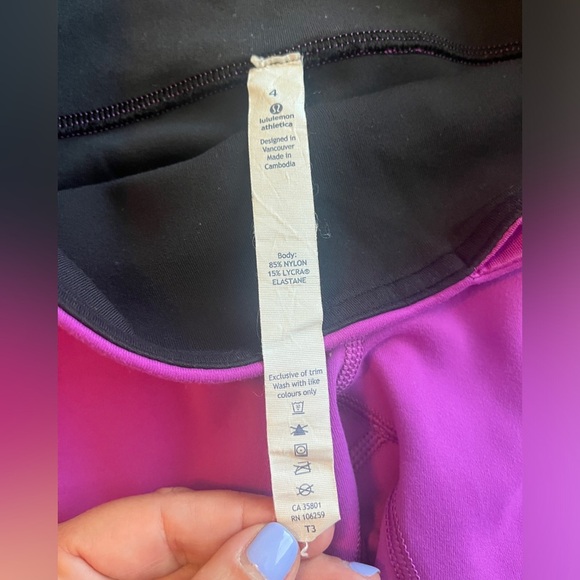 4
lululemon
athletica
Designed in
Vancouver
Made in
Cambodia
Body:
85% NYLON
15% LYCRA®
ELASTANE
Exclusive of trim
Wash with like
colours only
CA 35801
RN 106259
T3